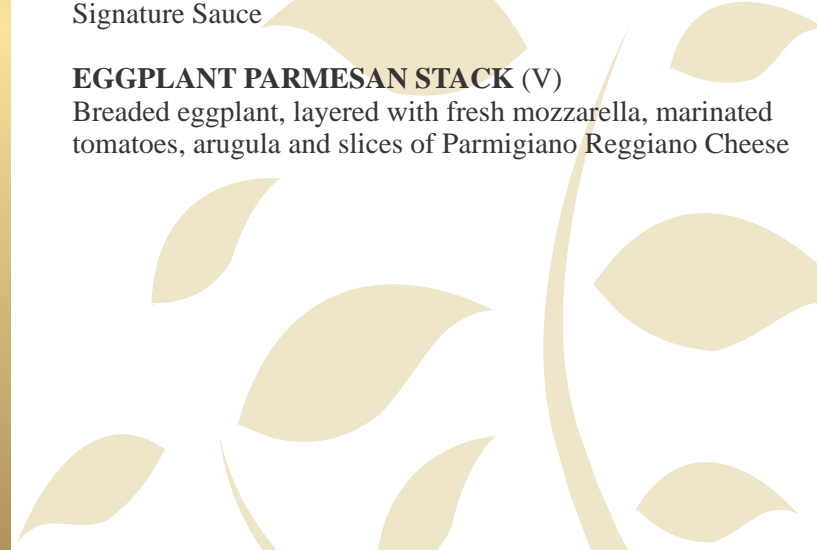 Signature Sauce
EGGPLANT PARMESAN STACK (V)
Breaded eggplant, layered with fresh mozzarella, marinated
tomatoes, arugula and slices of Parmigiano Reggiano Cheese